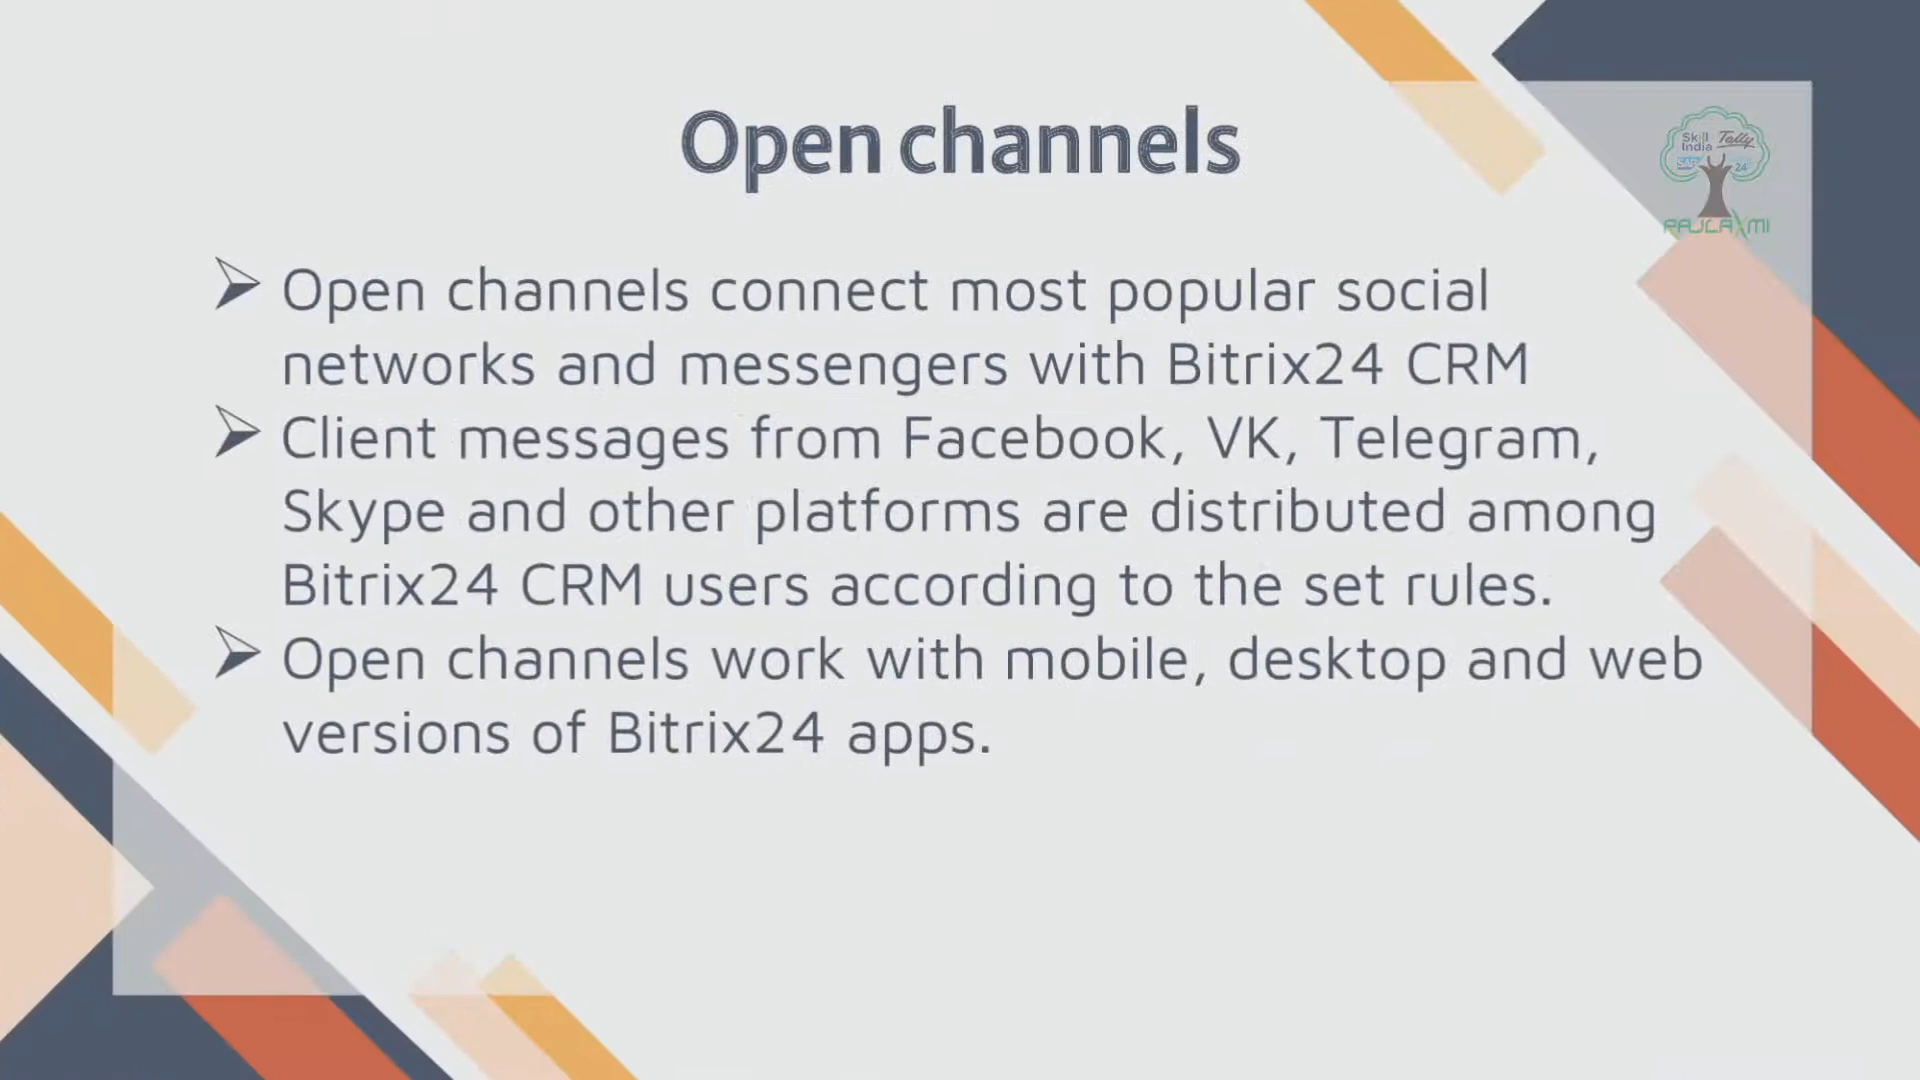 Open channels
Skill Tally
India
24
RAJLAXMI
Open channels connect most popular social
networks and messengers with Bitrix24 CRM
Client messages from Facebook, VK, Telegram,
Skype and other platforms are distributed among
Bitrix24 CRM users according to the set rules.
Open channels work with mobile, desktop and web
versions of Bitrix24 apps.